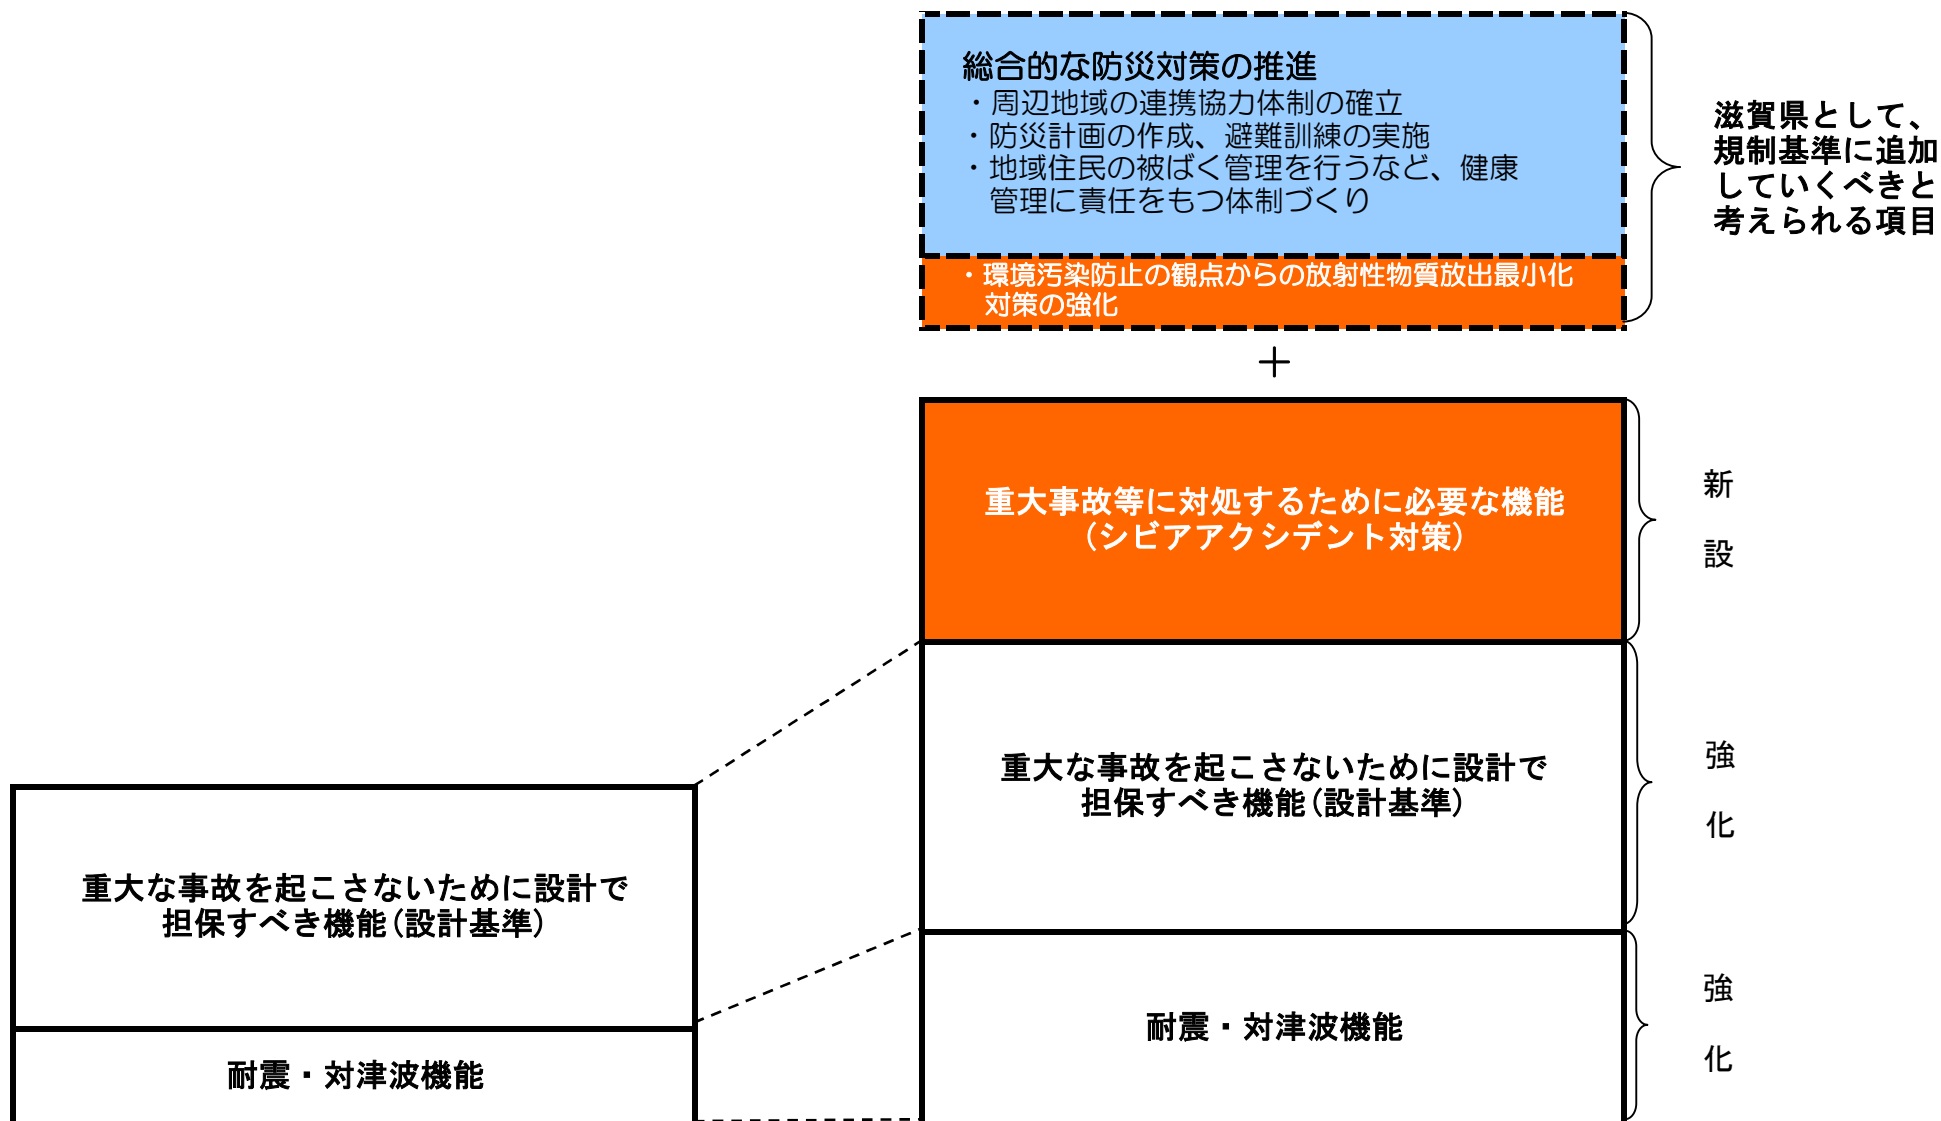 総合的な防災対策の推進
・周辺地域の連携協力体制の確立
・防災計画の作成、避難訓練の実施
・地域住民の被ばく管理を行うなど、健康
管理に責任をもつ体制づくり
・環境汚染防止の観点からの放射性物質放出最小化
対策の強化
滋賀県として、
規制基準に追加
していくべきと
考えられる項目
＋
重大事故等に対処するために必要な機能
(シビアアクシデント対策)
新
設
重大な事故を起こさないために設計で
担保すべき機能(設計基準)
強
化
耐震・対津波機能
強
化
重大な事故を起こさないために設計で
担保すべき機能(設計基準)
耐震・対津波機能